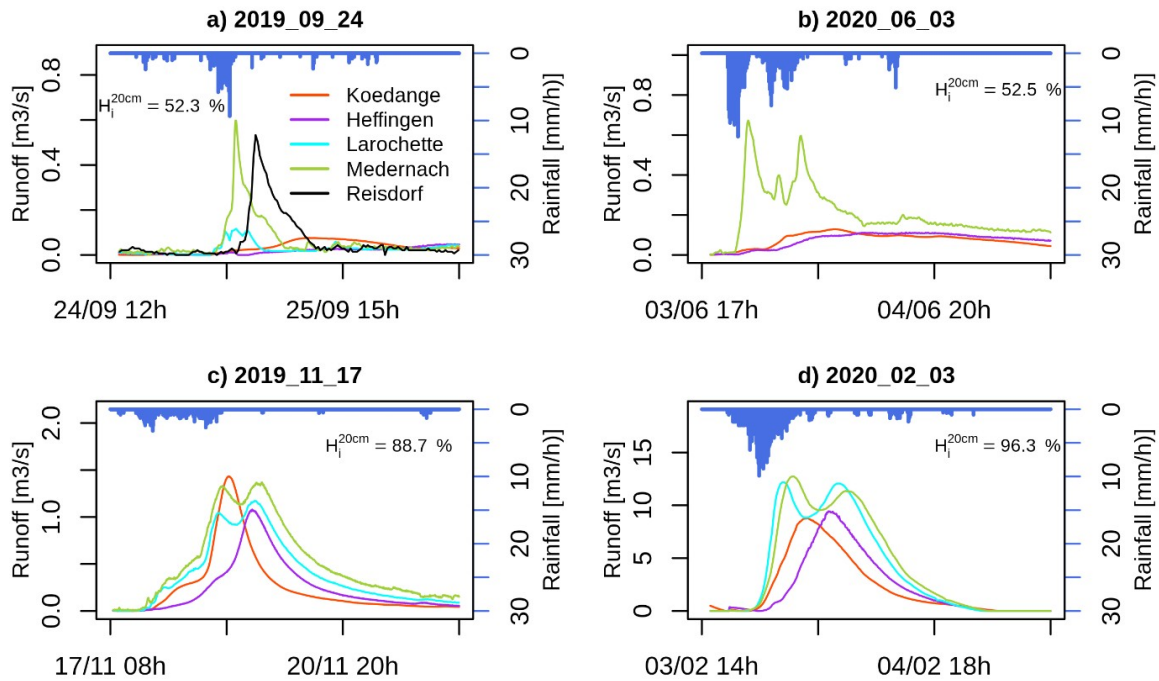 a) 2019_09_24
Runoff [m3/s]
0.0 0.4 0.8
H_i^20cm = 52.3 %
Koedange
Heffingen
Larochette
Medernach
Reisdorf
0 10 20 30
Rainfall [mm/h)]
24/09 12h 25/09 15h
b) 2020_06_03
Runoff [m3/s]
0.0 0.4 0.8
H_i^20cm = 52.5 %
0 10 20 30
Rainfall [mm/h)]
03/06 17h 04/06 20h
c) 2019_11_17
Runoff [m3/s]
0.0 1.0 2.0
H_i^20cm = 88.7 %
0 10 20 30
Rainfall [mm/h)]
17/11 08h 20/11 20h
d) 2020_02_03
Runoff [m3/s]
0 5 10 15
H_i^20cm = 96.3 %
0 10 20 30
Rainfall [mm/h)]
03/02 14h 04/02 18h